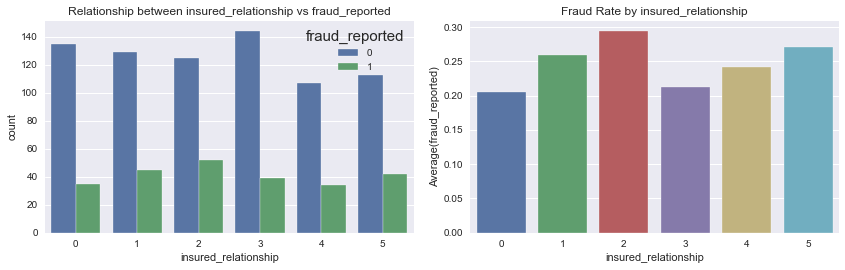 Relationship between insured_relationship vs fraud_reported
140
120
100
80
60
40
20
0
count
fraud_reported
0
1
0 1 2 3 4 5
insured_relationship
Fraud Rate by insured_relationship
0.30
0.25
0.20
0.15
0.10
0.05
0.00
Average(fraud_reported)
0 1 2 3 4 5
insured_relationship